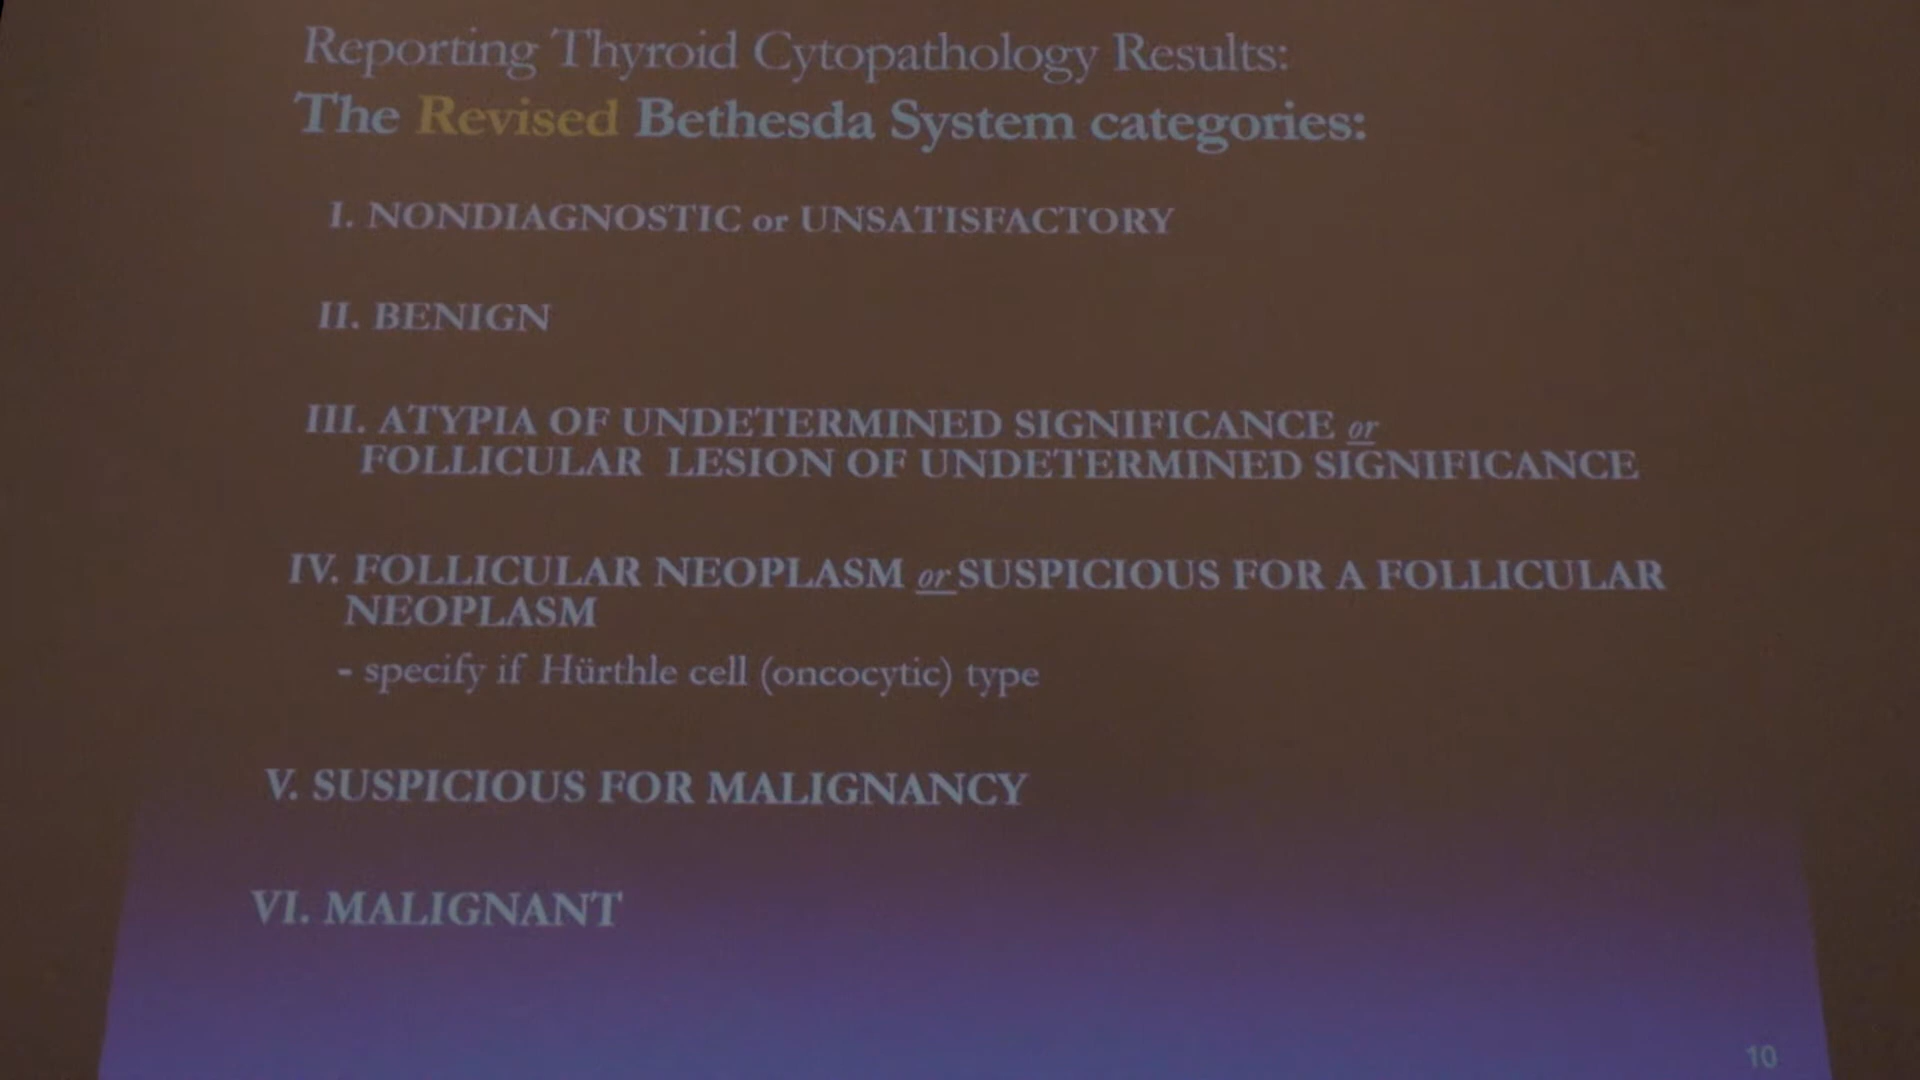 Reporting Thyroid Cytopathology Results:
The Revised Bethesda System categories:
I. NONDIAGNOSTIC or UNSATISFACTORY
II. BENIGN
III. ATYPIA OF UNDETERMINED SIGNIFICANCE or
FOLLICULAR LESION OF UNDETERMINED SIGNIFICANCE
IV. FOLLICULAR NEOPLASM or SUSPICIOUS FOR A FOLLICULAR
NEOPLASM
- specify if Hürthle cell (oncocytic) type
V. SUSPICIOUS FOR MALIGNANCY
VI. MALIGNANT
10